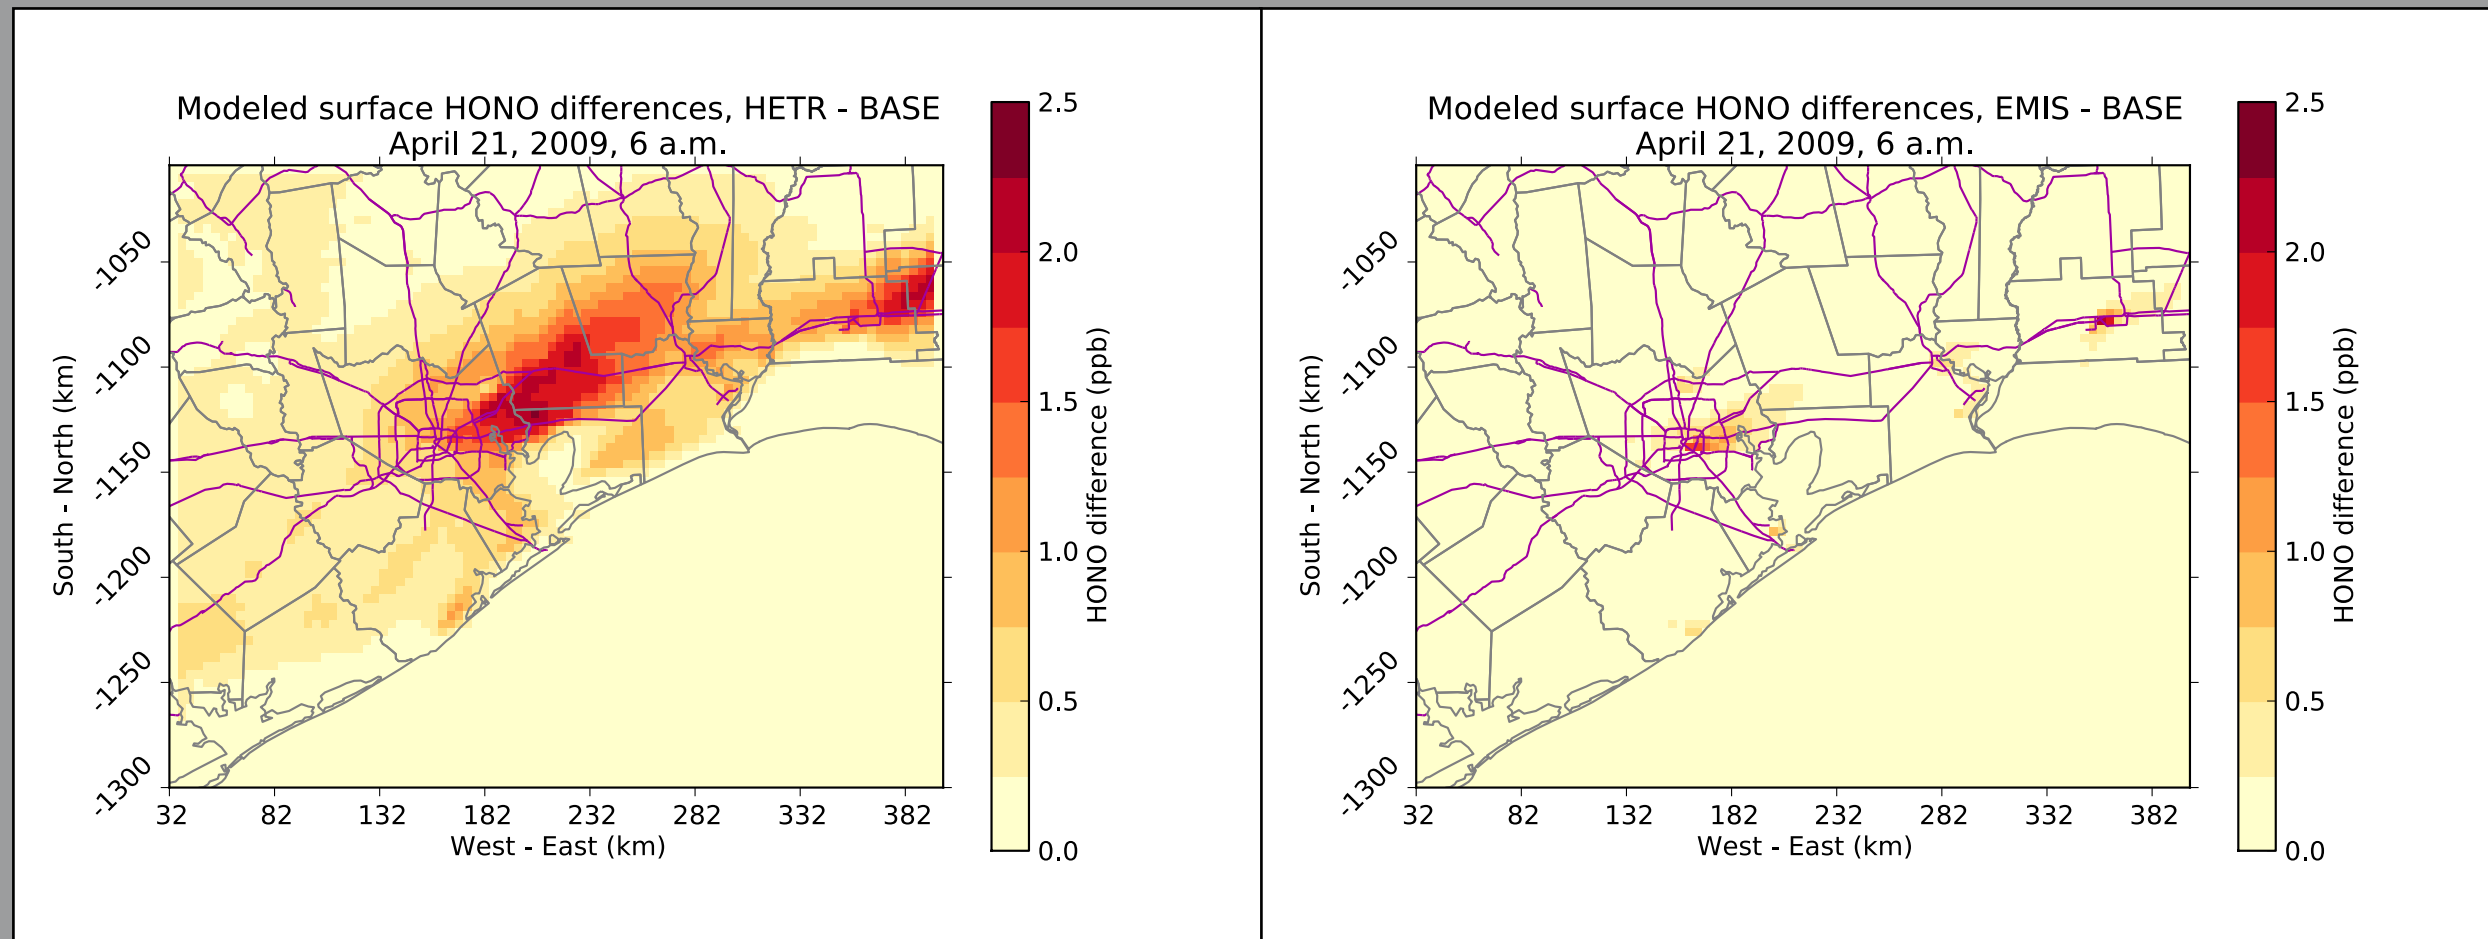 Modeled surface HONO differences, HETR - BASE
April 21, 2009, 6 a.m.
-1050
-1100
-1150
-1200
-1250
-1300
South - North (km)
32 82 132 182 232 282 332 382
West - East (km)
2.5
2.0
1.5
1.0
0.5
0.0
HONO difference (ppb)
Modeled surface HONO differences, EMIS - BASE
April 21, 2009, 6 a.m.
-1050
-1100
-1150
-1200
-1250
-1300
South - North (km)
32 82 132 182 232 282 332 382
West - East (km)
2.5
2.0
1.5
1.0
0.5
0.0
HONO difference (ppb)